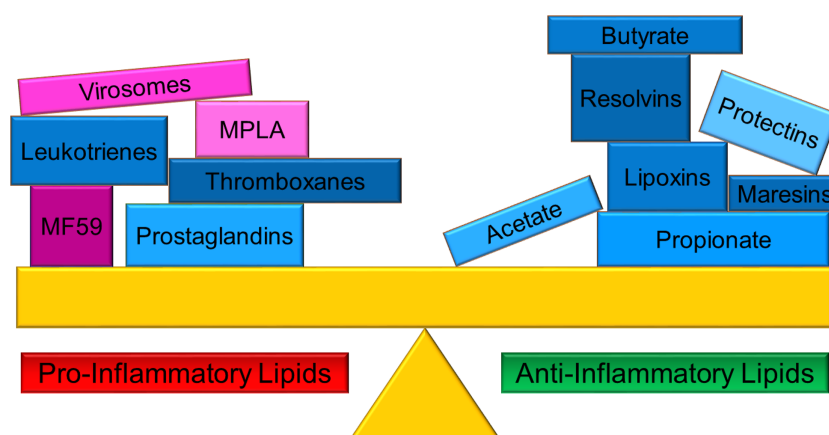 Virosomes
MPLA
Leukotrienes
Thromboxanes
MF59
Prostaglandins
Butyrate
Resolvins
Protectins
Lipoxins
Maresins
Acetate
Propionate
Pro-Inflammatory Lipids
Anti-Inflammatory Lipids